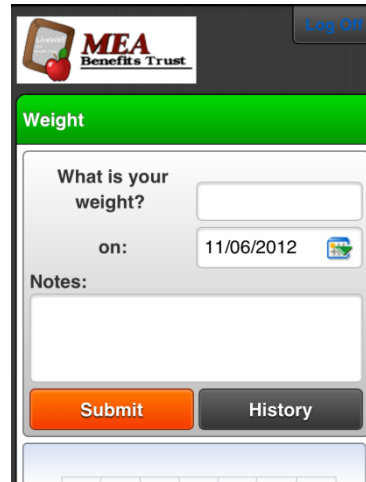 Log Off
MEA
Benefits Trust
Weight
What is your
weight?
on:
11/06/2012
Notes:
Submit
History